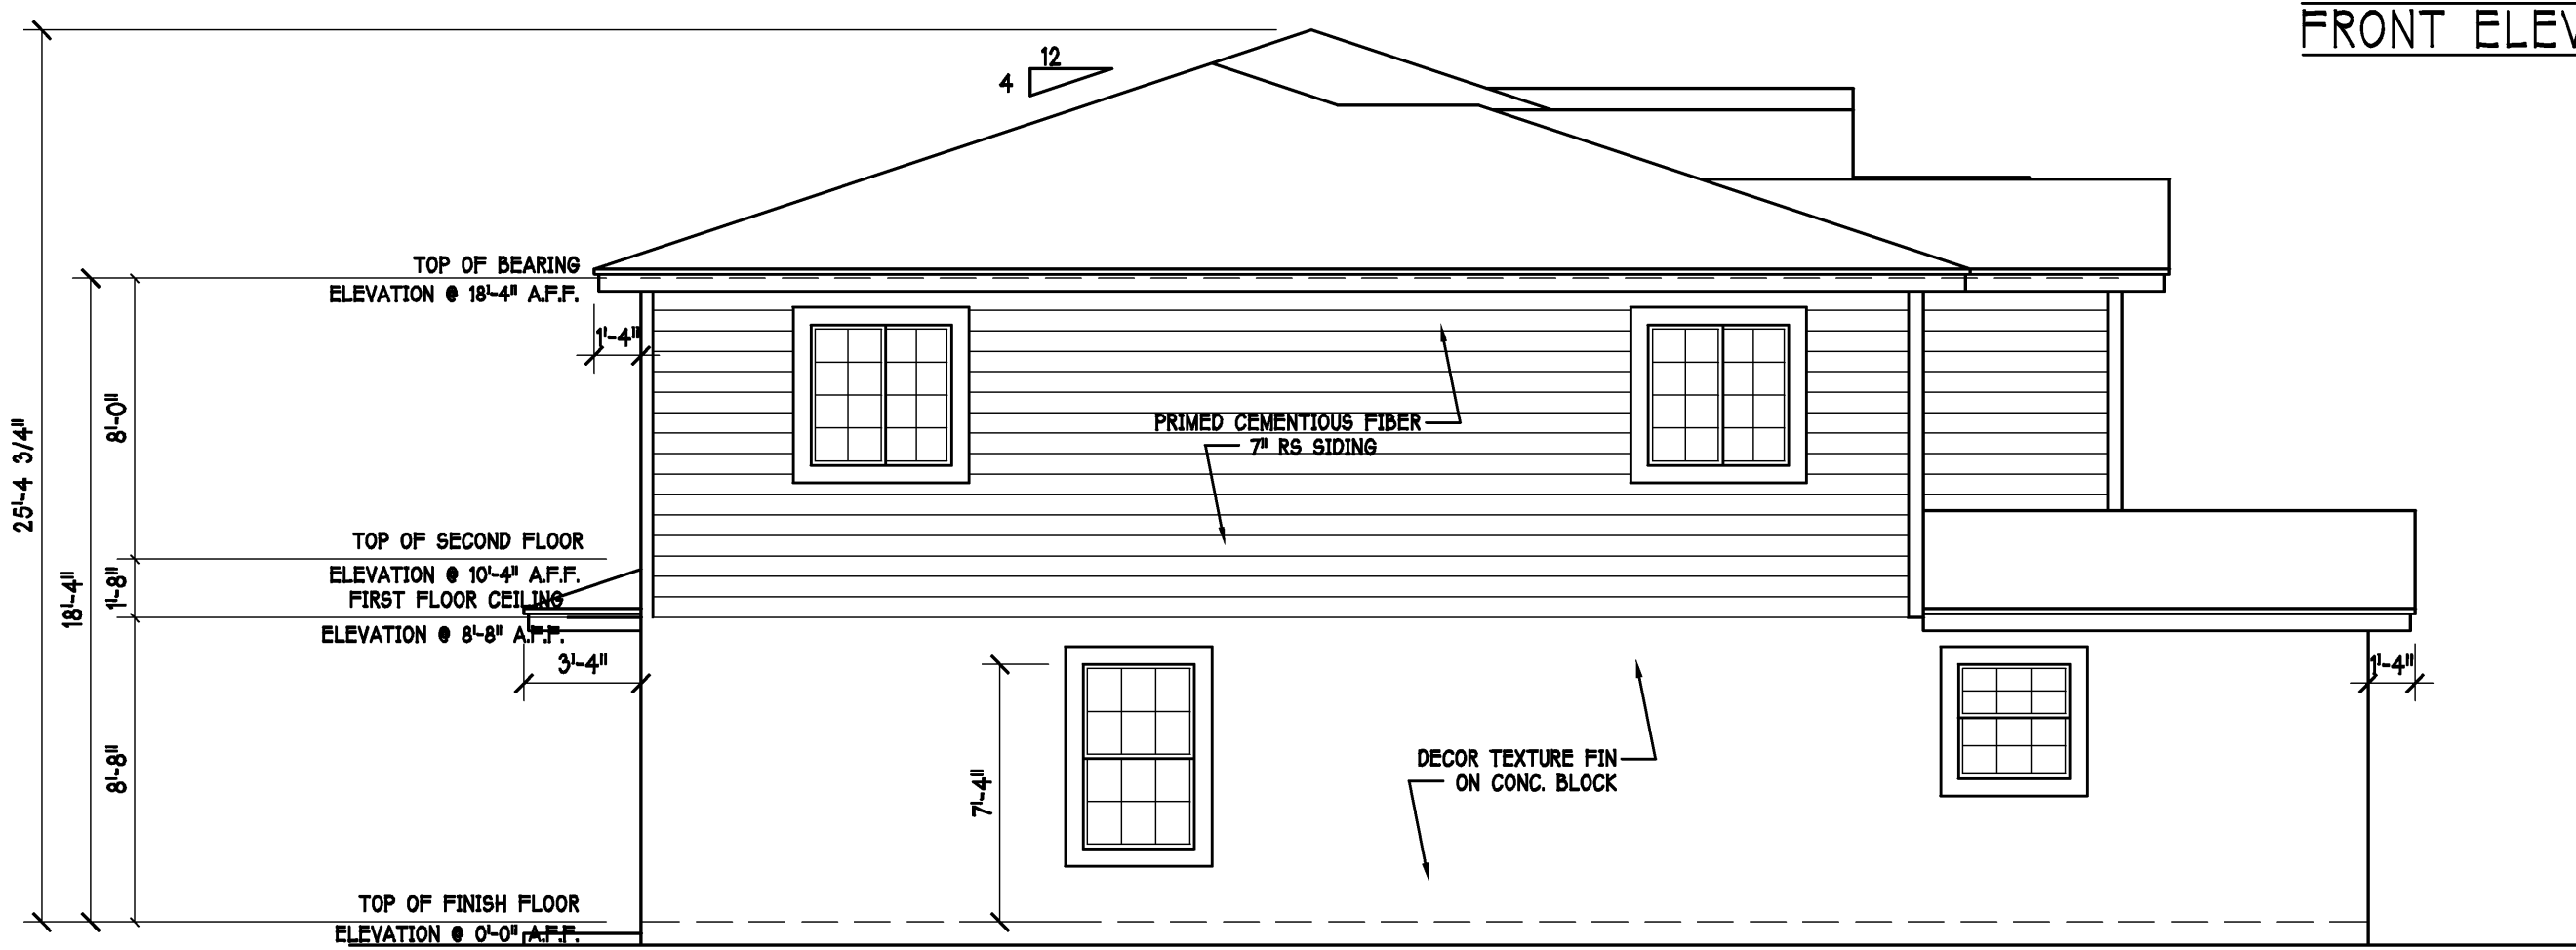 FRONT ELEV
12
4
TOP OF BEARING
ELEVATION @ 18'-4" A.F.F.
1'-4"
8'-0"
25'-4 3/4"
PRIMED CEMENTIOUS FIBER
7" RS SIDING
TOP OF SECOND FLOOR
ELEVATION @ 10'-4" A.F.F.
FIRST FLOOR CEILING
18'-4"
1'-8"
ELEVATION @ 8'-8" A.F.F.
3'-4"
1'-4"
8'-8"
7'-4"
DECOR TEXTURE FIN
ON CONC. BLOCK
TOP OF FINISH FLOOR
ELEVATION @ 0'-0" A.F.F.